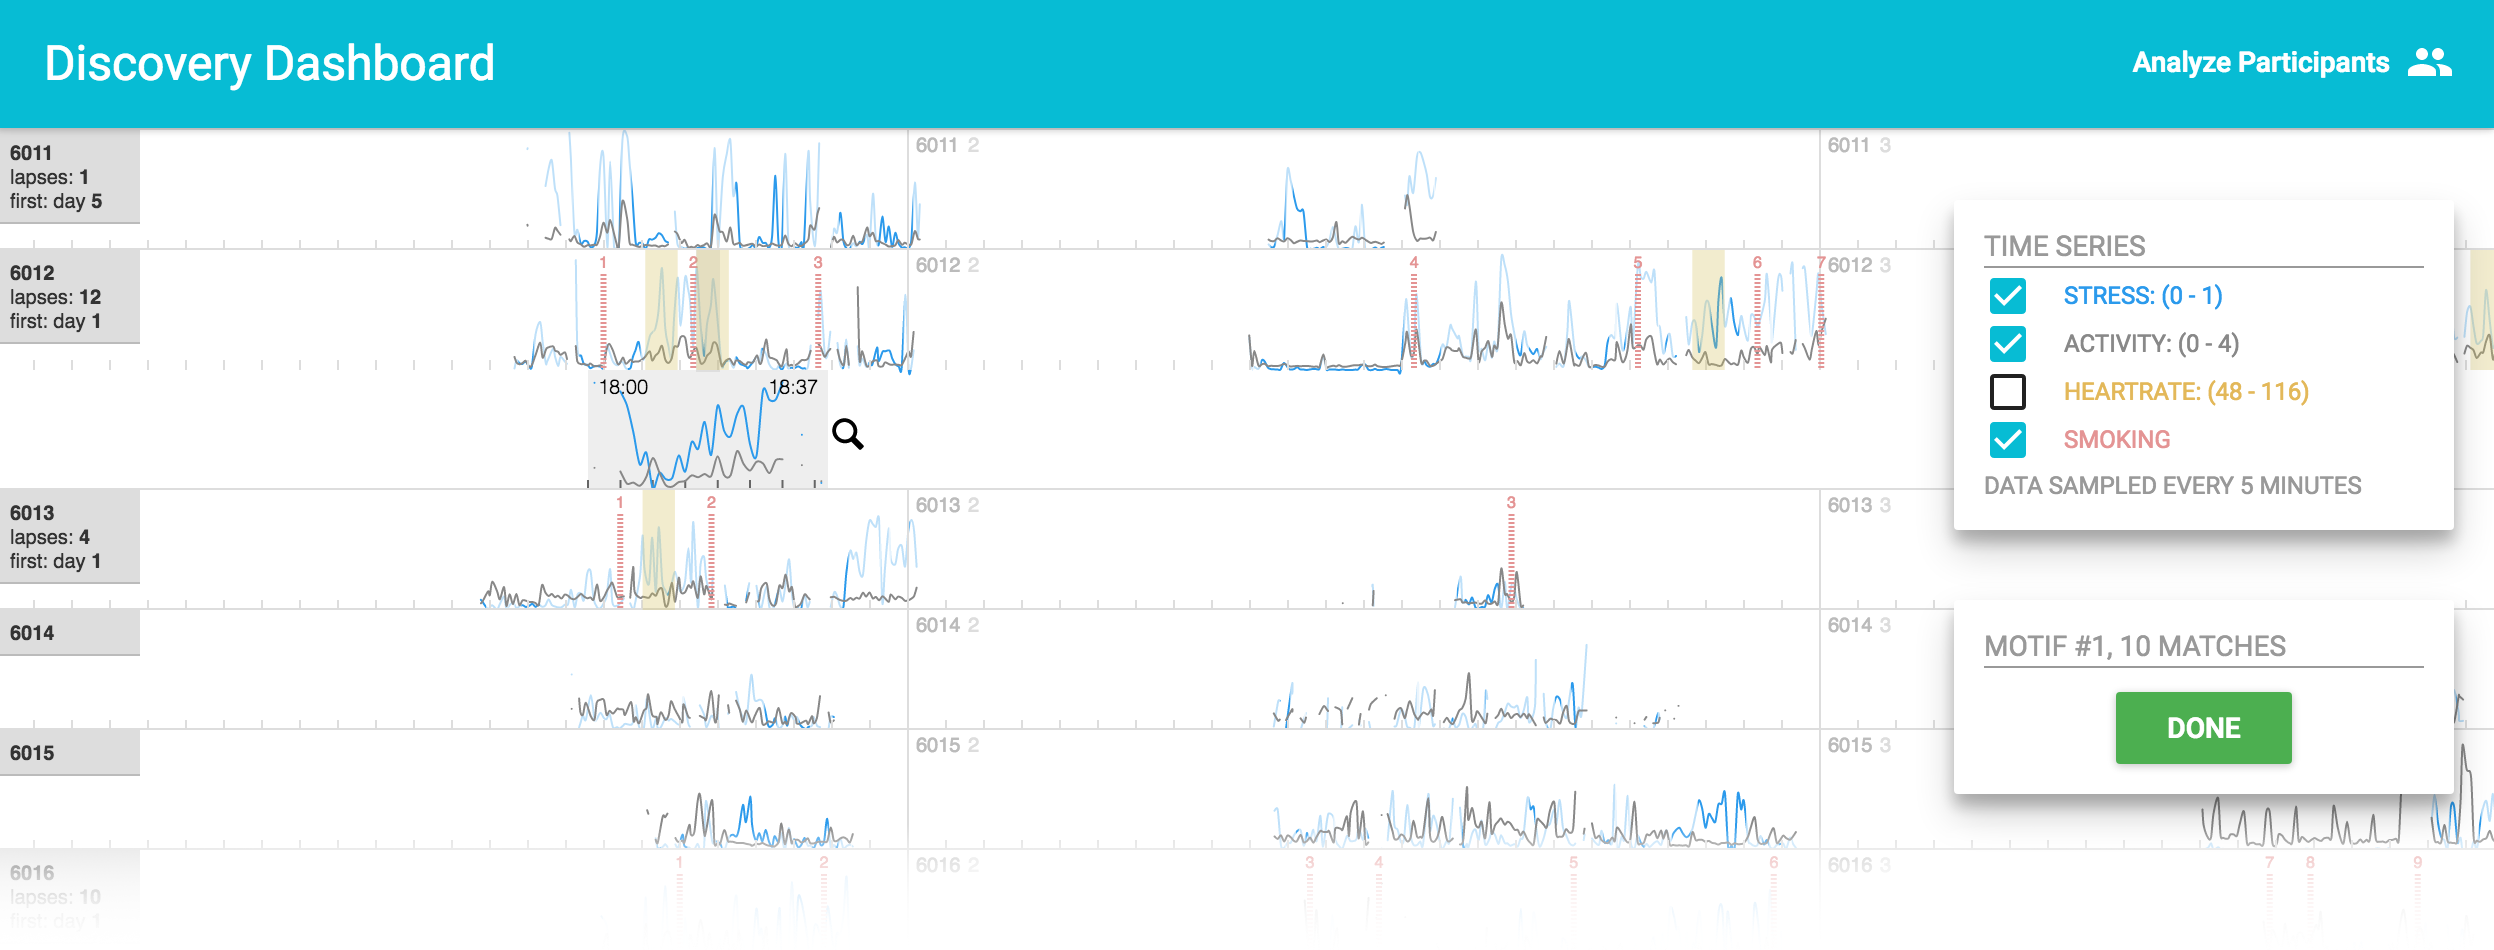 Discovery Dashboard
Analyze Participants
6011
lapses: 1
first: day 5
6011 2
6011 3
6012
lapses: 12
first: day 1
1
2
3
6012 2
4
5
6
7
6012 3
18:00
18:37
6013
lapses: 4
first: day 1
1
2
6013 2
3
6013 3
6014
6014 2
6014 3
6015
6015 2
6015 3
6016
lapses: 10
first: day 1
1
2
6016 2
3
4
5
6
6016 3
7
8
9
TIME SERIES
STRESS: (0 - 1)
ACTIVITY: (0 - 4)
HEARTRATE: (48 - 116)
SMOKING
DATA SAMPLED EVERY 5 MINUTES
MOTIF #1, 10 MATCHES
DONE